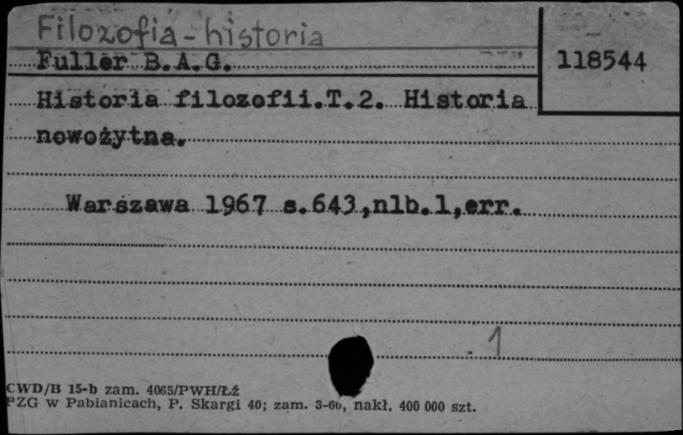 Filozofia - historia
Fuller B.A.G.
118544
Historia filozofii.T.2. Historia
nowożytna.
Warszawa 1967 s.643,nlb.1,err.
1
CWD/B 15-b zam. 4065/PWH/Łź
PZG w Pabianicach, P. Skargi 40; zam. 3-66, nakł. 400 000 szt.